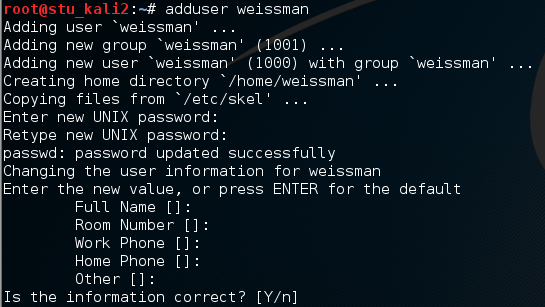 root@stu_kali2:~# adduser weissman
Adding user `weissman' ...
Adding new group `weissman' (1001) ...
Adding new user `weissman' (1000) with group `weissman' ...
Creating home directory `/home/weissman' ...
Copying files from `/etc/skel' ...
Enter new UNIX password:
Retype new UNIX password:
passwd: password updated successfully
Changing the user information for weissman
Enter the new value, or press ENTER for the default
        Full Name []:
        Room Number []:
        Work Phone []:
        Home Phone []:
        Other []:
Is the information correct? [Y/n]